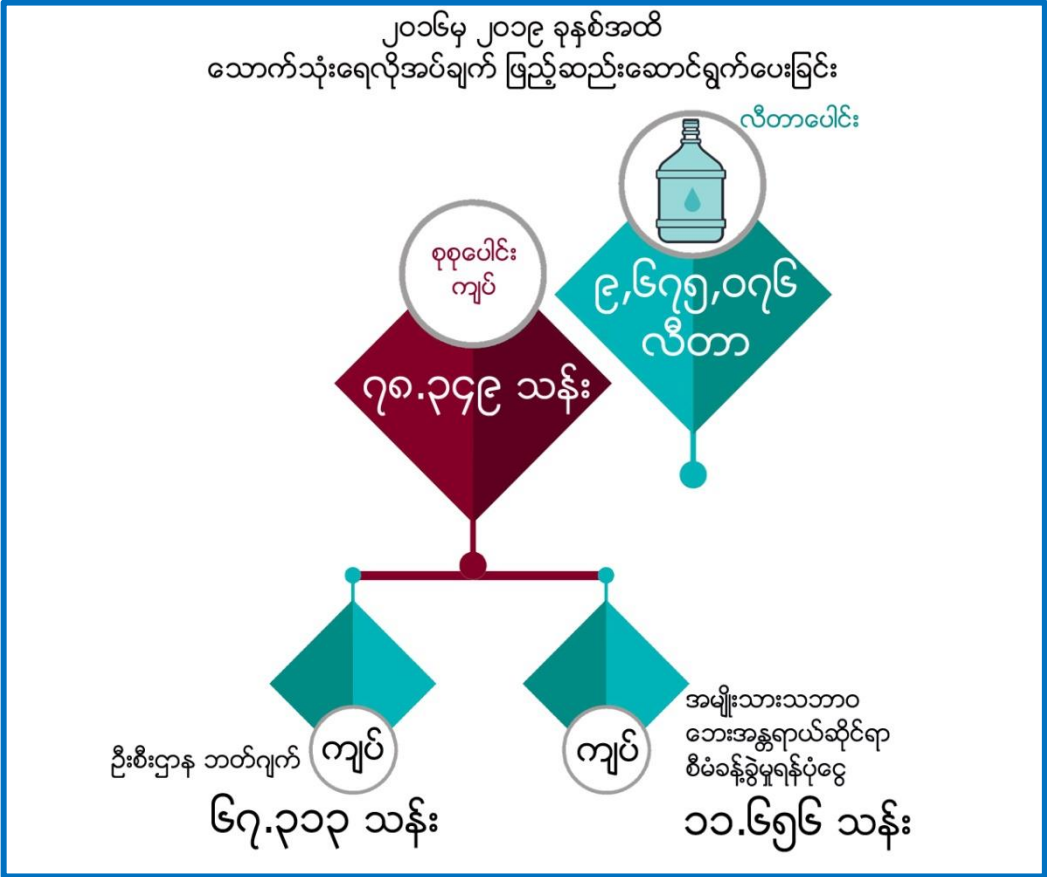 ၂၀၁၆မှ ၂၀၁၉ ခုနှစ်အထိ
သောက်သုံးရေလိုအပ်ချက် ဖြည့်ဆည်းဆောင်ရွက်ပေးခြင်း
လီတာပေါင်း
၉,၆၇၅,၀၇၆
လီတာ
စုစုပေါင်း
ကျပ်
၇၈.၃၄၉ သန်း
ဦးစီးဌာန ဘတ်ဂျက်
ကျပ်
၆၇.၃၁၃ သန်း
ကျပ်
အမျိုးသားသဘာဝ
ဘေးအန္တရာယ်ဆိုင်ရာ
စီမံခန့်ခွဲမှုရန်ပုံငွေ
၁၁.၆၅၆ သန်း